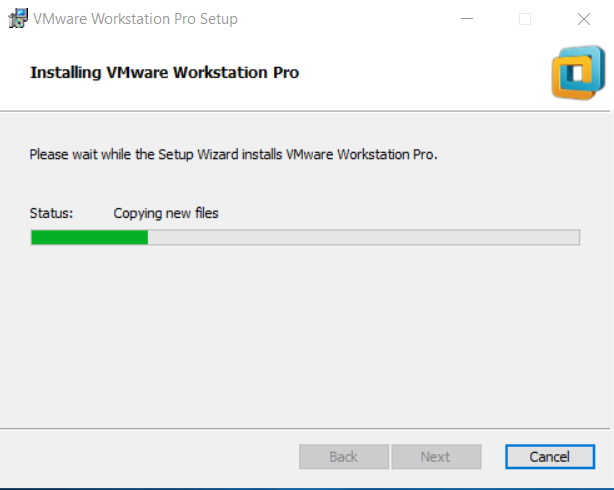 VMware Workstation Pro Setup
Installing VMware Workstation Pro
Please wait while the Setup Wizard installs VMware Workstation Pro.
Status: Copying new files
Back Next Cancel